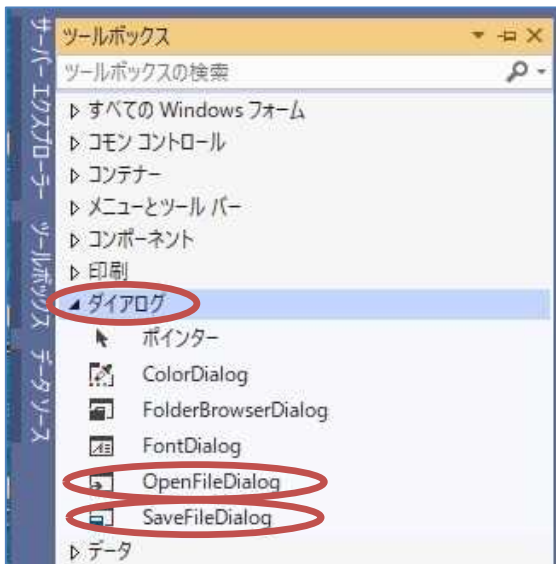 ツールボックス
ツールボックスの検索
すべての Windows フォーム
コモン コントロール
コンテナー
メニューとツール バー
コンポーネント
印刷
ダイアログ
ポインター
ColorDialog
FolderBrowserDialog
FontDialog
OpenFileDialog
SaveFileDialog
データ
サーバー エクスプローラー
ツールボックス
データ ソース